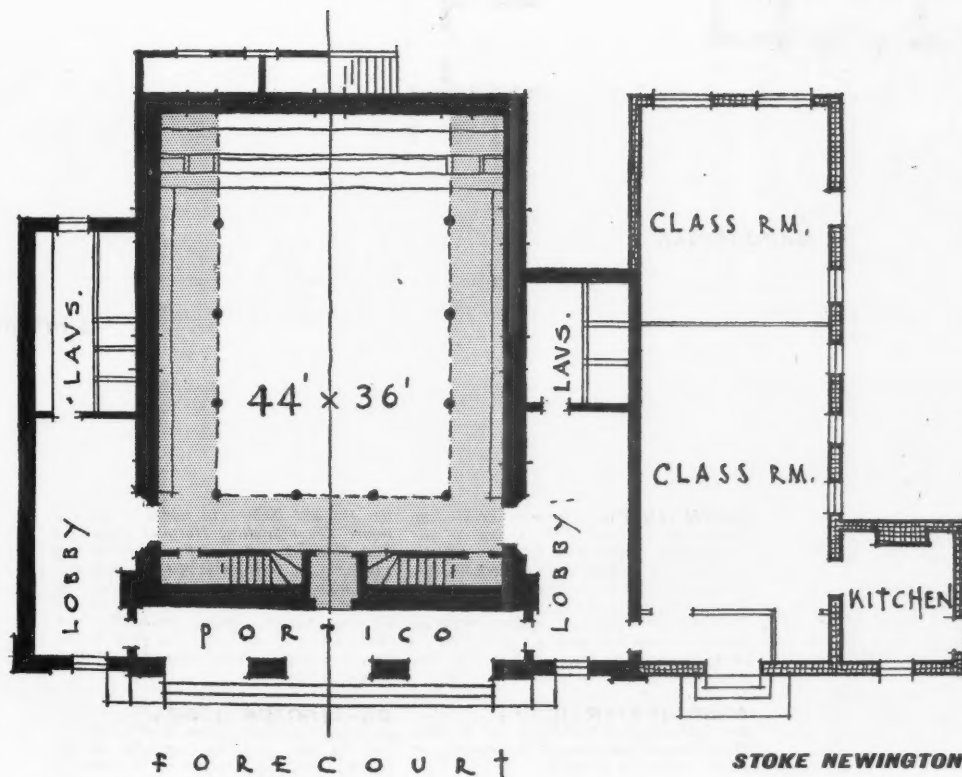 CLASS RM.
LAVS.
LAVS.
44' × 36'
CLASS RM.
LOBBY
LOBBY
KITCHEN
PORTICO
FORECOURT
STOKE NEWINGTON